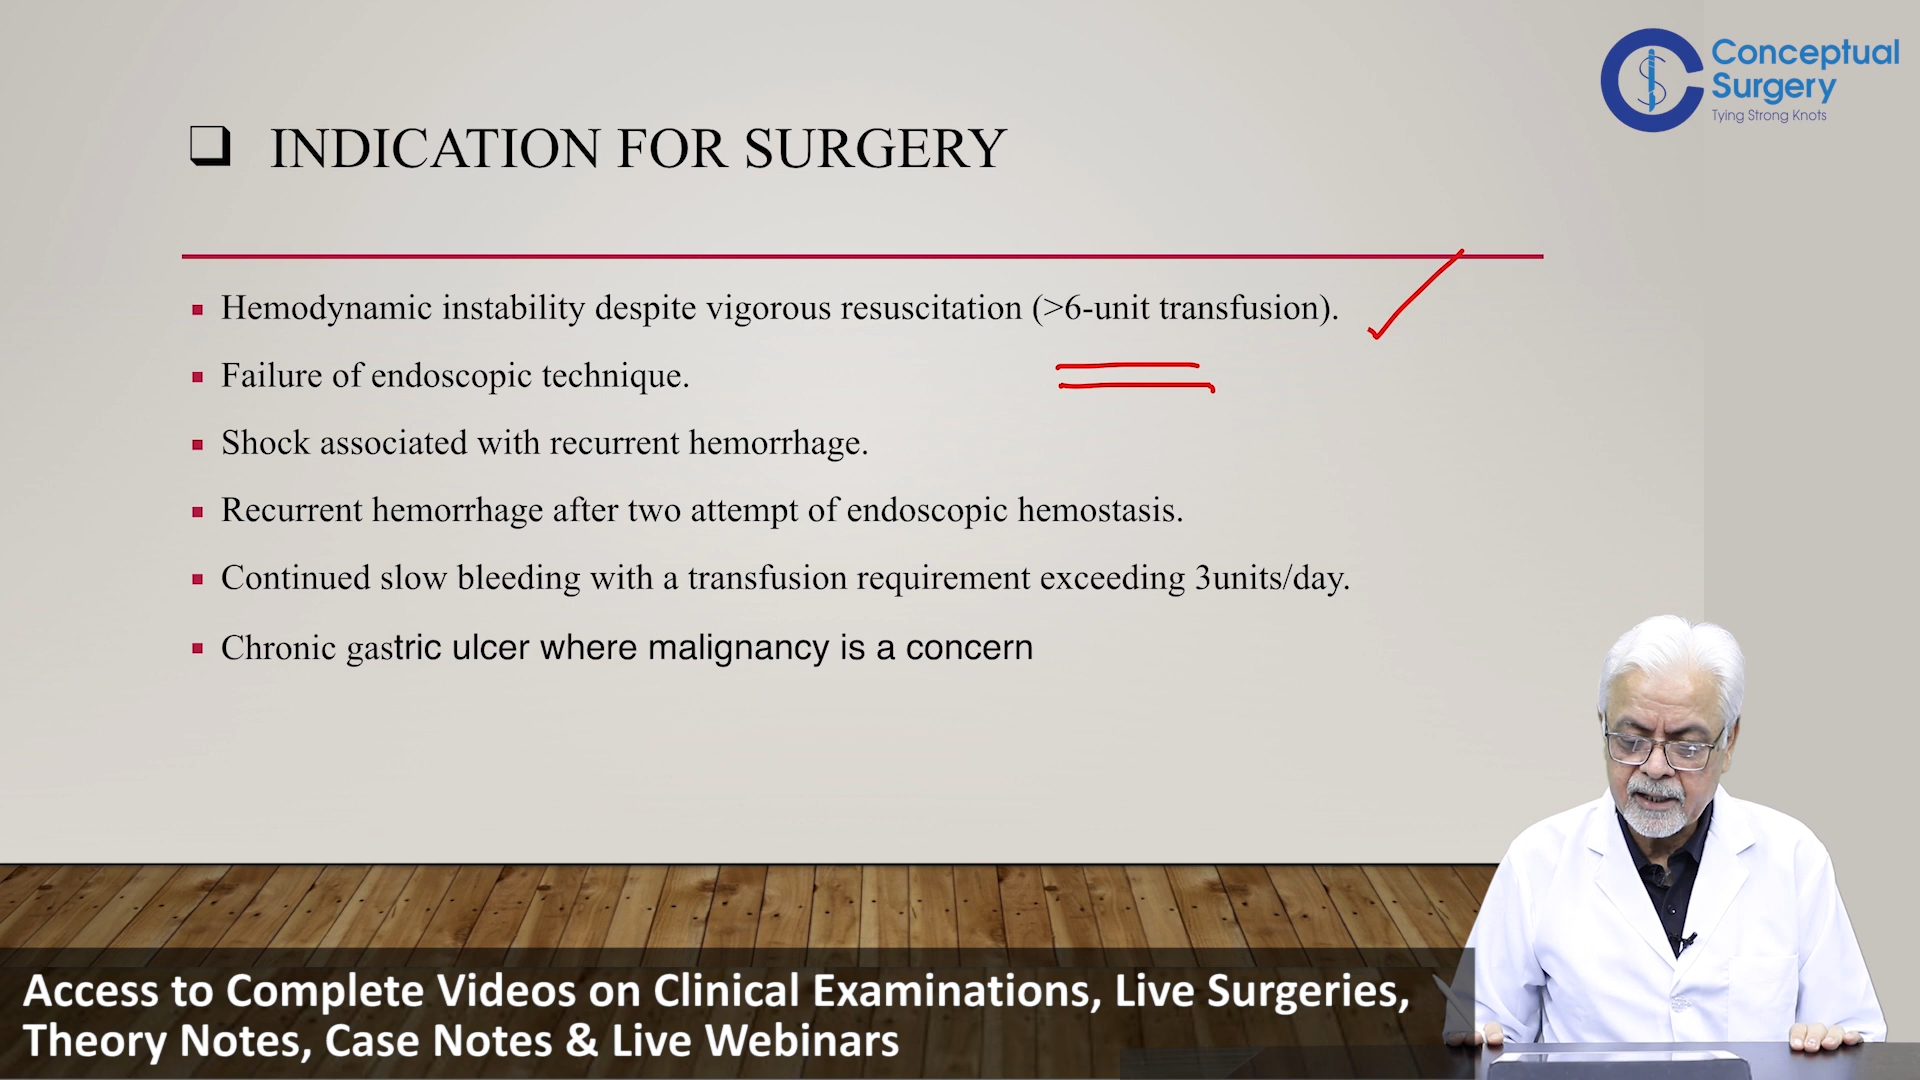 Conceptual
Surgery
Tying Strong Knots
INDICATION FOR SURGERY
Hemodynamic instability despite vigorous resuscitation (>6-unit transfusion).
Failure of endoscopic technique.
Shock associated with recurrent hemorrhage.
Recurrent hemorrhage after two attempt of endoscopic hemostasis.
Continued slow bleeding with a transfusion requirement exceeding 3units/day.
Chronic gastric ulcer where malignancy is a concern
Access to Complete Videos on Clinical Examinations, Live Surgeries,
Theory Notes, Case Notes & Live Webinars